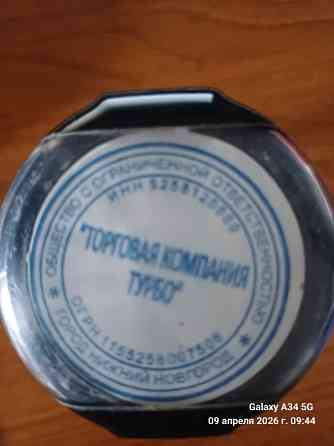 ОБЩЕСТВО С ОГРАНИЧЕННОЙ ОТВЕТСТВЕННОСТЬЮ
"ТОРГОВАЯ КОМПАНИЯ
ТУРБО"
ИНН
ОГРН 1155258007508
* ГОРОД НИЖНИЙ НОВГОРОД *
Galaxy A34 5G
09 апреля 2026 г. 09:44